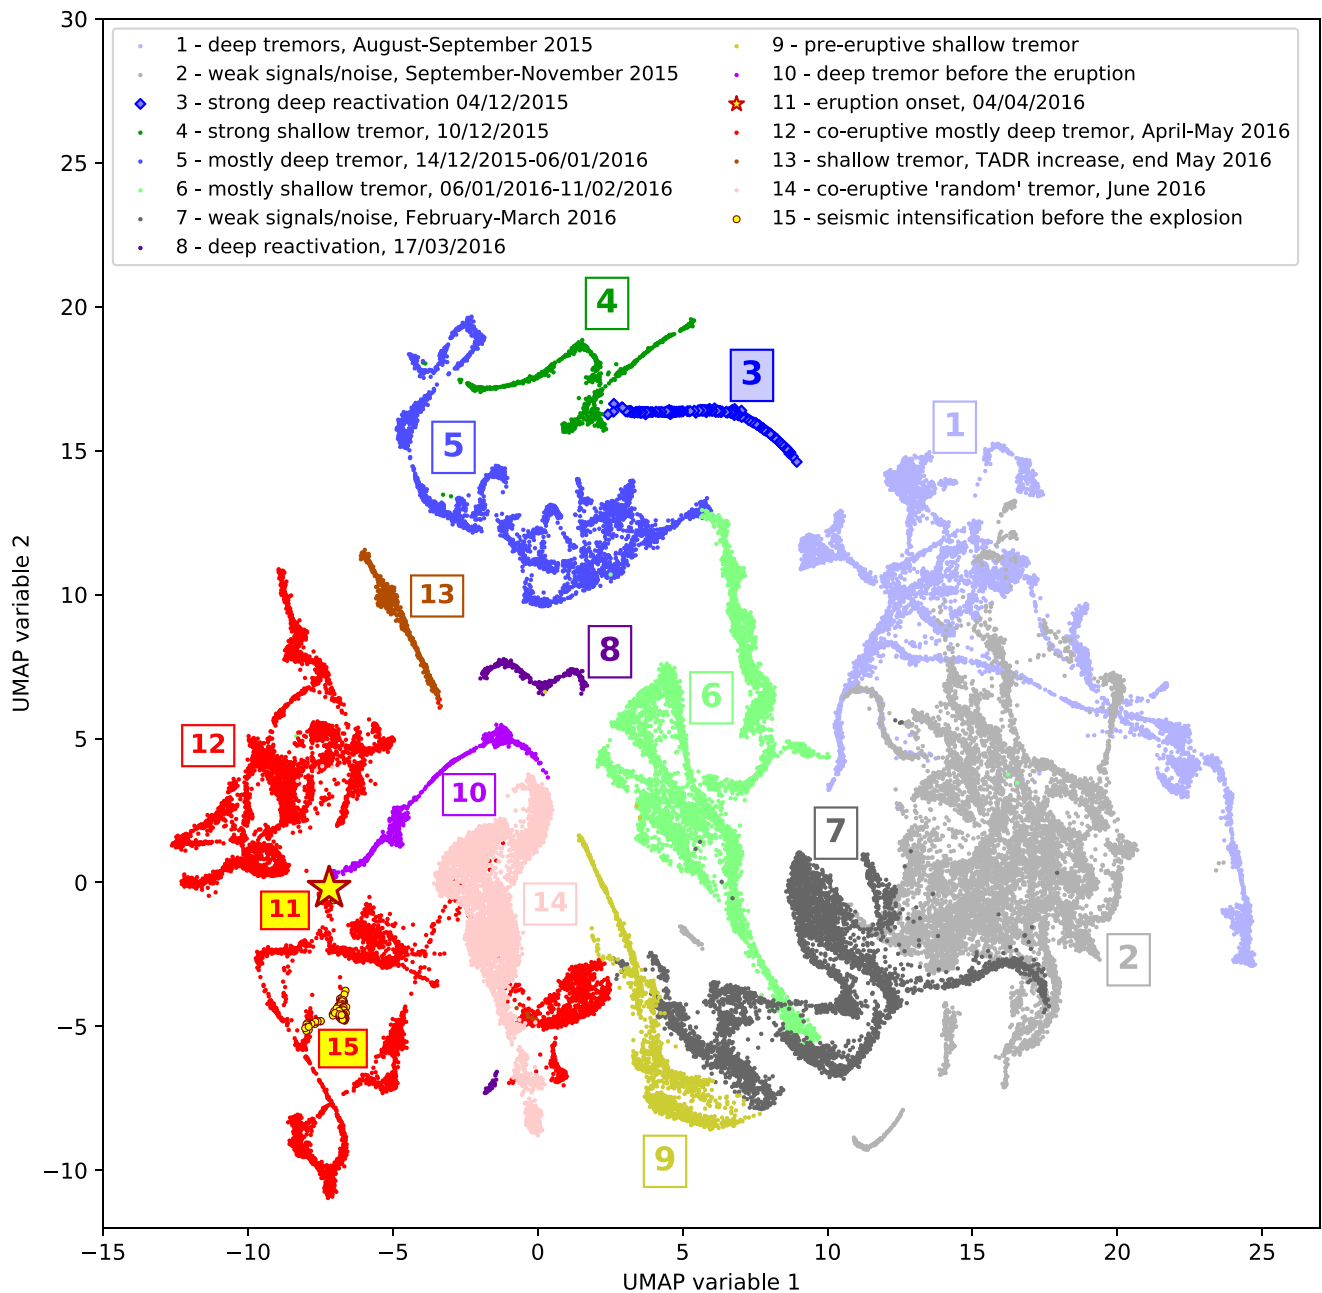 30
25
20
15
10
5
0
−5
−10
UMAP variable 2
1 - deep tremors, August-September 2015
2 - weak signals/noise, September-November 2015
3 - strong deep reactivation 04/12/2015
4 - strong shallow tremor, 10/12/2015
5 - mostly deep tremor, 14/12/2015-06/01/2016
6 - mostly shallow tremor, 06/01/2016-11/02/2016
7 - weak signals/noise, February-March 2016
8 - deep reactivation, 17/03/2016
9 - pre-eruptive shallow tremor
10 - deep tremor before the eruption
11 - eruption onset, 04/04/2016
12 - co-eruptive mostly deep tremor, April-May 2016
13 - shallow tremor, TADR increase, end May 2016
14 - co-eruptive 'random' tremor, June 2016
15 - seismic intensification before the explosion
4
3
1
5
13
8
6
12
10
7
11
14
2
15
9
−15
−10
−5
0
5
10
15
20
25
UMAP variable 1